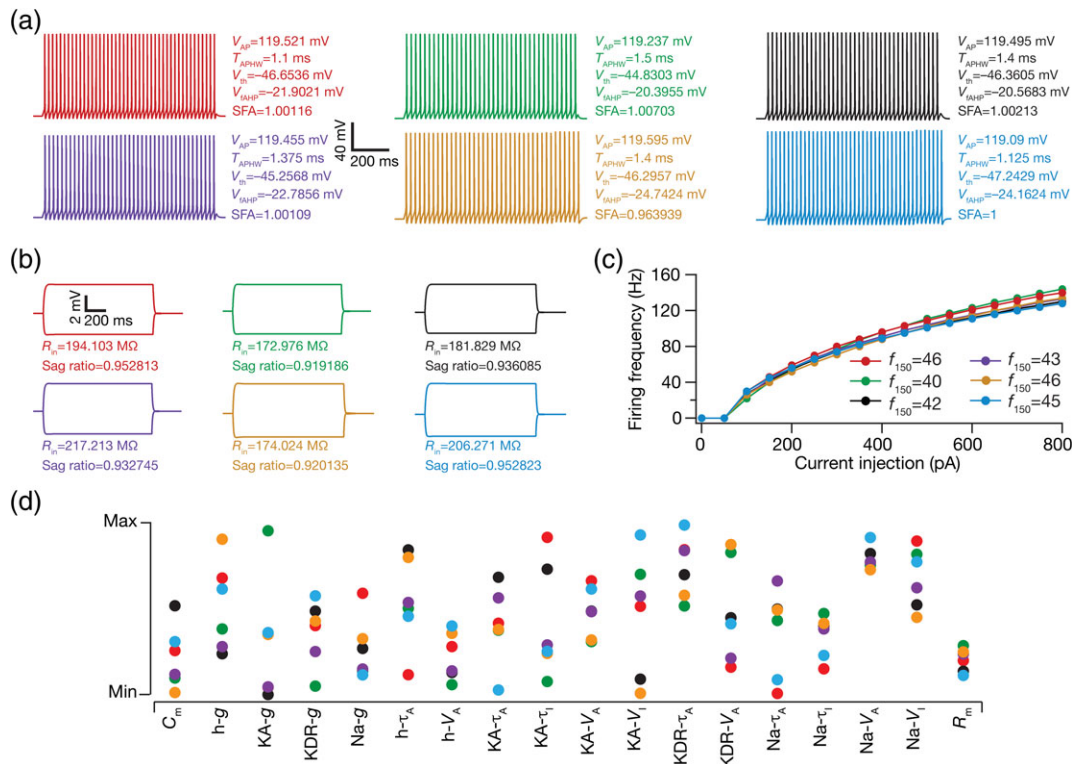 (a)
V_AP=119.521 mV
T_APHW=1.1 ms
V_th=−46.6536 mV
V_fAHP=−21.9021 mV
SFA=1.00116
V_AP=119.237 mV
T_APHW=1.5 ms
V_th=−44.8303 mV
V_fAHP=−20.3955 mV
SFA=1.00703
V_AP=119.495 mV
T_APHW=1.4 ms
V_th=−46.3605 mV
V_fAHP=−20.5683 mV
SFA=1.00213
V_AP=119.455 mV
T_APHW=1.375 ms
V_th=−45.2568 mV
V_fAHP=−22.7856 mV
SFA=1.00109
40 mV
200 ms
V_AP=119.595 mV
T_APHW=1.4 ms
V_th=−46.2957 mV
V_fAHP=−24.7424 mV
SFA=0.963939
V_AP=119.09 mV
T_APHW=1.125 ms
V_th=−47.2429 mV
V_fAHP=−24.1624 mV
SFA=1
(b)
2 mV
200 ms
R_in=194.103 MΩ
Sag ratio=0.952813
R_in=172.976 MΩ
Sag ratio=0.919186
R_in=181.829 MΩ
Sag ratio=0.936085
R_in=217.213 MΩ
Sag ratio=0.932745
R_in=174.024 MΩ
Sag ratio=0.920135
R_in=206.271 MΩ
Sag ratio=0.952823
(c)
Firing frequency (Hz)
160
120
80
40
0
f_150=46
f_150=40
f_150=42
f_150=43
f_150=46
f_150=45
0 200 400 600 800
Current injection (pA)
(d)
Max
Min
C_m
h-g
KA-g
KDR-g
Na-g
h-τ_A
h-V_A
KA-τ_A
KA-τ_I
KA-V_A
KA-V_I
KDR-τ_A
KDR-V_A
Na-τ_A
Na-τ_I
Na-V_A
Na-V_I
R_m